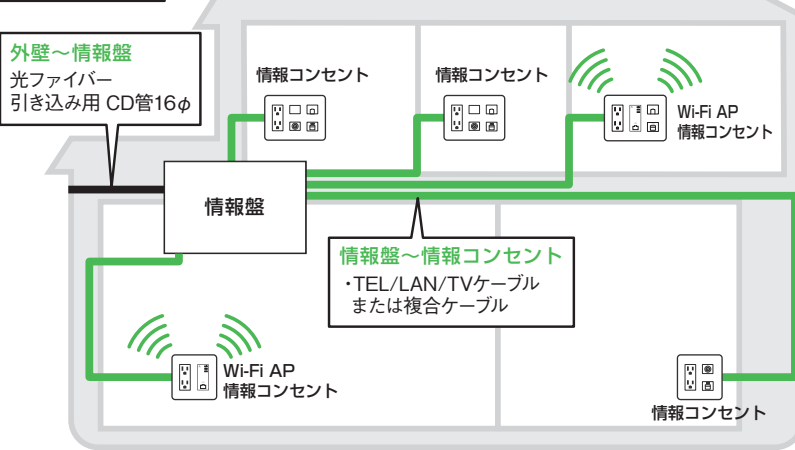 外壁～情報盤
光ファイバー
引き込み用 CD管16φ
情報コンセント
情報コンセント
Wi-Fi AP
情報コンセント
情報盤
情報盤～情報コンセント
・TEL/LAN/TVケーブル
または複合ケーブル
Wi-Fi AP
情報コンセント
情報コンセント